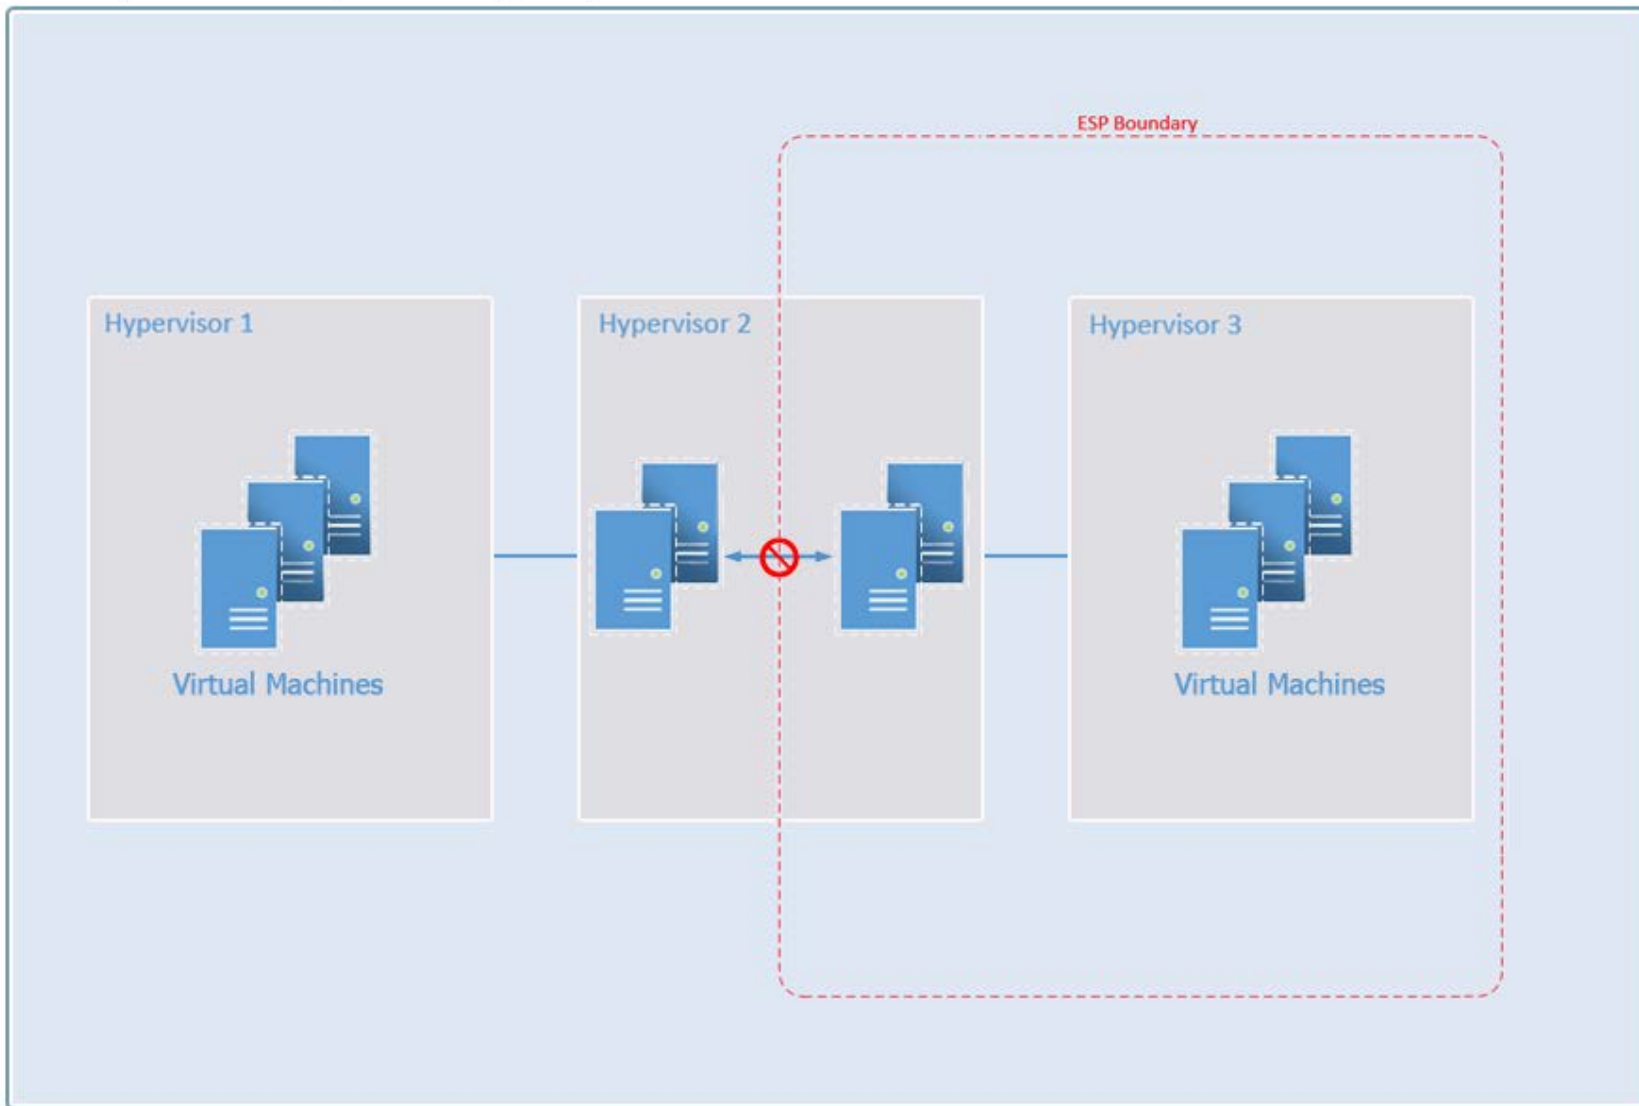 ESP Boundary
Hypervisor 1
Hypervisor 2
Hypervisor 3
Virtual Machines
Virtual Machines